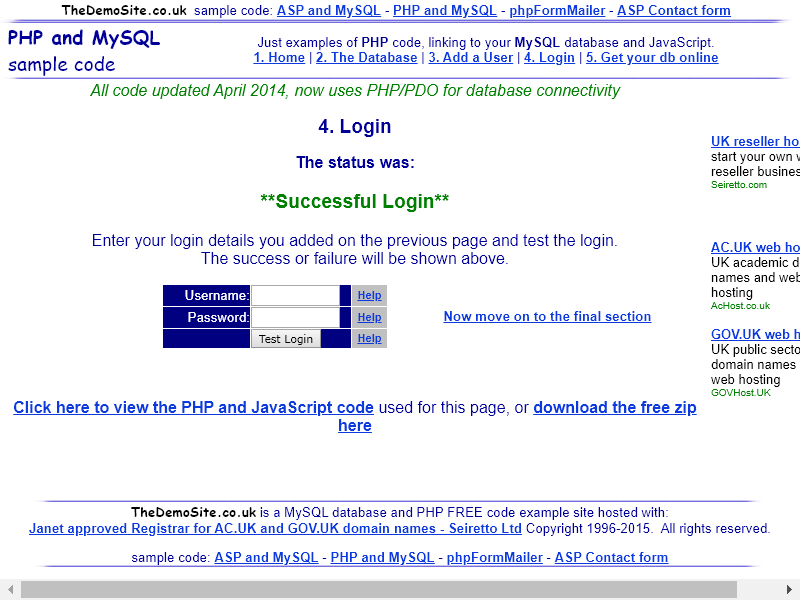 TheDemoSite.co.uk sample code: ASP and MySQL - PHP and MySQL - phpFormMailer - ASP Contact form
PHP and MySQL
sample code
Just examples of PHP code, linking to your MySQL database and JavaScript.
1. Home | 2. The Database | 3. Add a User | 4. Login | 5. Get your db online
All code updated April 2014, now uses PHP/PDO for database connectivity
4. Login
The status was:
**Successful Login**
Enter your login details you added on the previous page and test the login.
The success or failure will be shown above.
Username: Help
Password: Help
Test Login Help
Now move on to the final section
Click here to view the PHP and JavaScript code used for this page, or download the free zip
here
UK reseller ho
start your own
reseller busines
Seiretto.com
AC.UK web ho
UK academic d
names and web
hosting
AcHost.co.uk
GOV.UK web h
UK public secto
domain names
web hosting
GOVHost.UK
TheDemoSite.co.uk is a MySQL database and PHP FREE code example site hosted with:
Janet approved Registrar for AC.UK and GOV.UK domain names - Seiretto Ltd Copyright 1996-2015. All rights reserved.
sample code: ASP and MySQL - PHP and MySQL - phpFormMailer - ASP Contact form